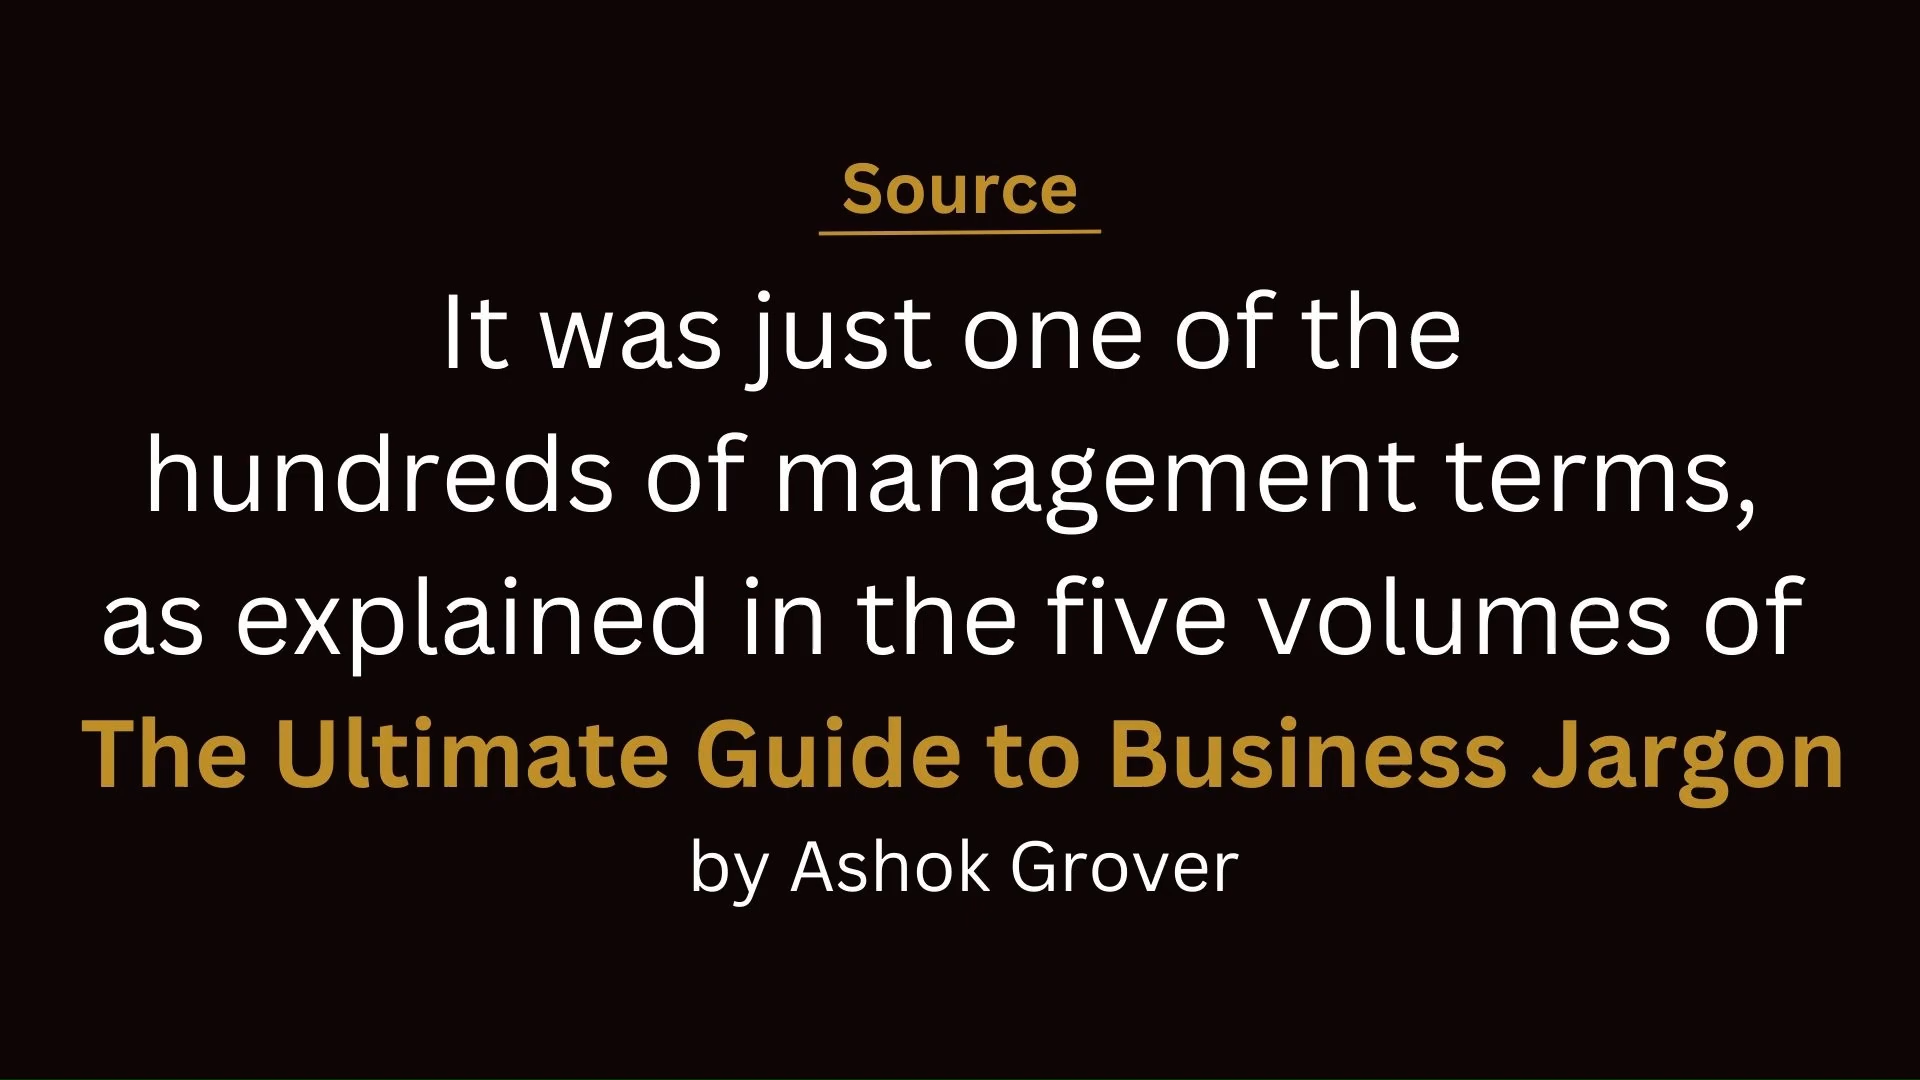 Source
It was just one of the
hundreds of management terms,
as explained in the five volumes of
The Ultimate Guide to Business Jargon
by Ashok Grover